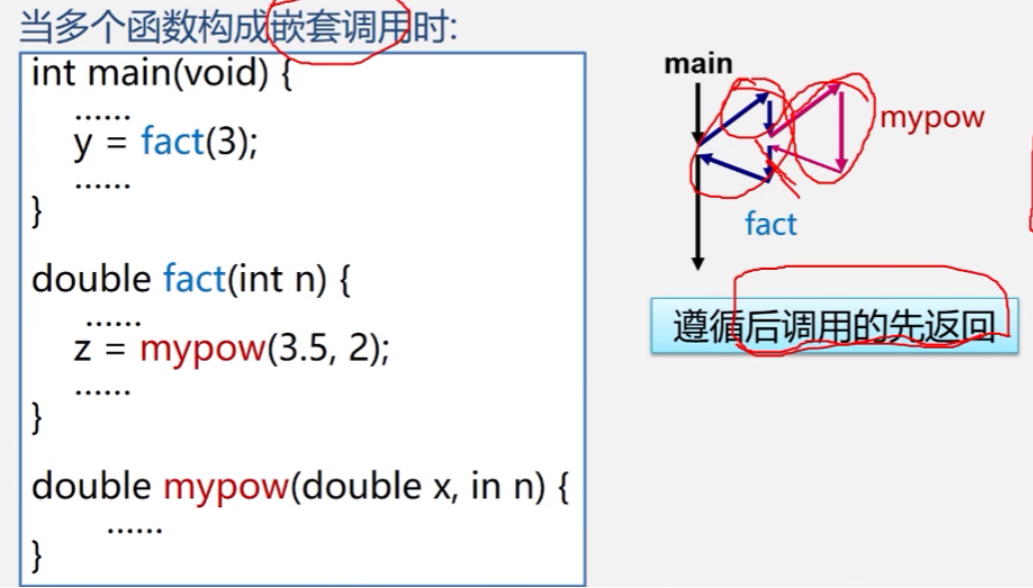 当多个函数构成嵌套调用时:
int main(void) {
......
y = fact(3);
......
}
double fact(int n) {
......
z = mypow(3.5, 2);
......
}
double mypow(double x, in n) {
......
}
main
mypow
fact
遵循后调用的先返回